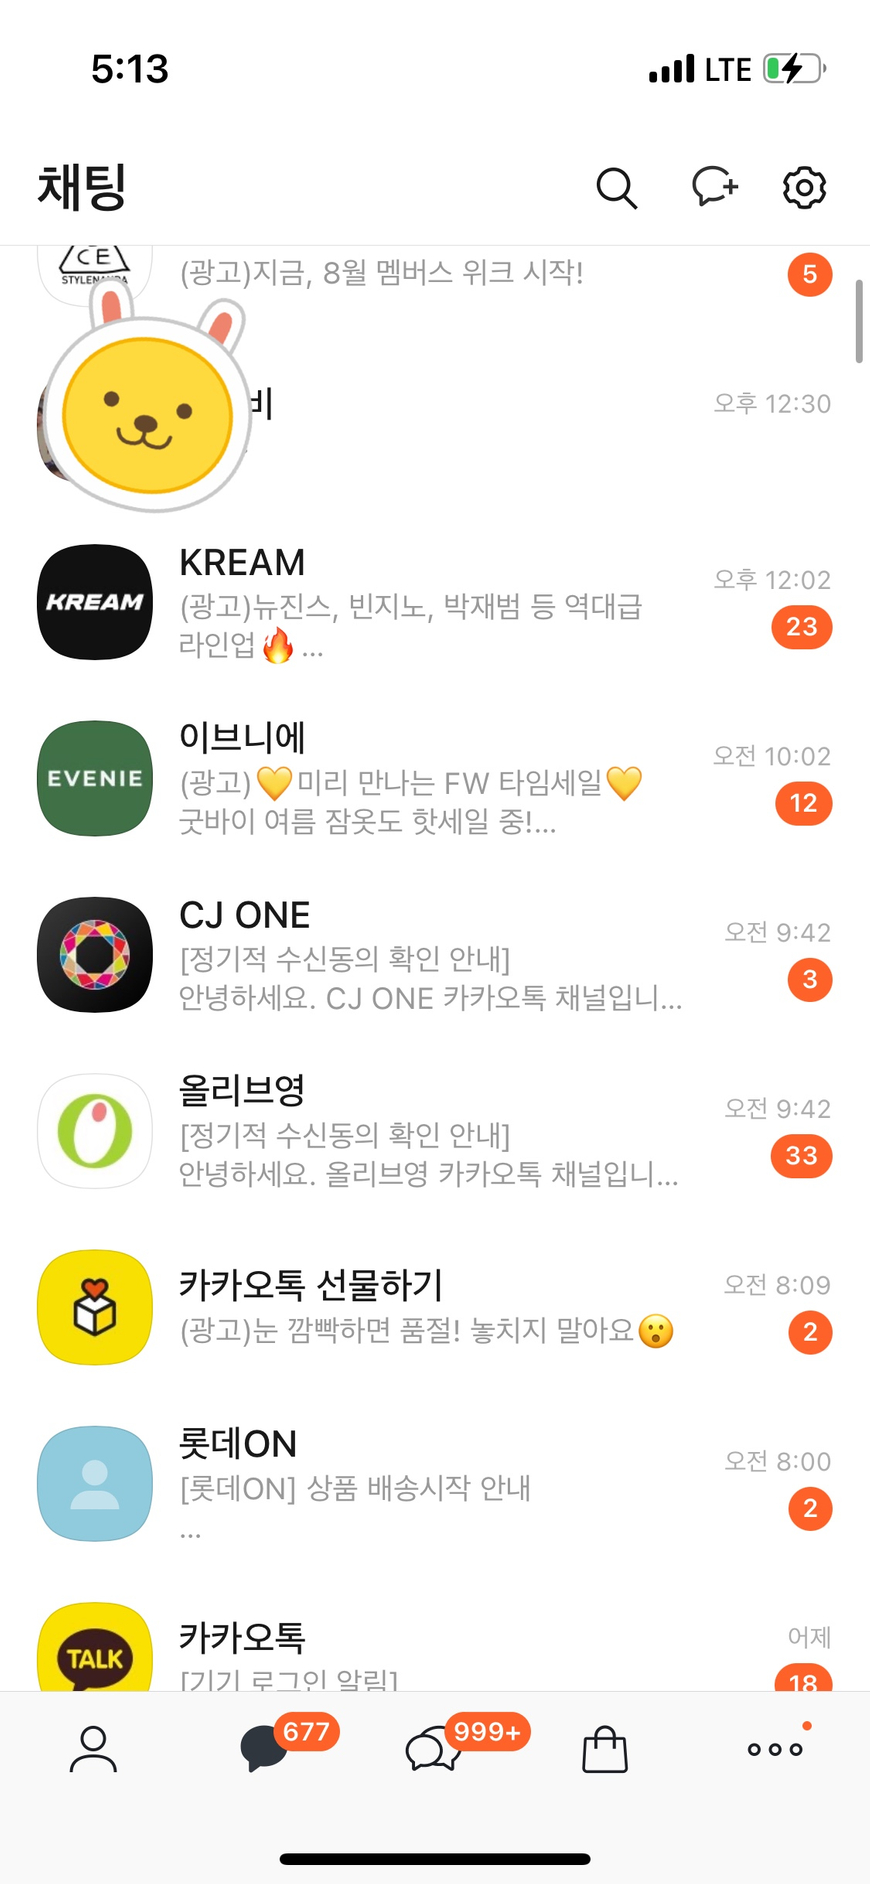 5:13
LTE
채팅
CE
(광고)지금, 8월 멤버스 위크 시작!
5
비
오후 12:30
KREAM
KREAM
오후 12:02
(광고)뉴진스, 빈지노, 박재범 등 역대급
라인업🔥...
23
이브니에
EVENIE
오전 10:02
(광고)💛미리 만나는 FW 타임세일💛
굿바이 여름 잠옷도 핫세일 중!...
12
CJ ONE
오전 9:42
[정기적 수신동의 확인 안내]
안녕하세요. CJ ONE 카카오톡 채널입니...
3
올리브영
오전 9:42
[정기적 수신동의 확인 안내]
안녕하세요. 올리브영 카카오톡 채널입니...
33
카카오톡 선물하기
오전 8:09
(광고)눈 깜빡하면 품절! 놓치지 말아요😮
2
롯데ON
오전 8:00
[롯데ON] 상품 배송시작 안내
...
2
카카오톡
어제
TALK
[기기 로그인 알림]
18
677
999+